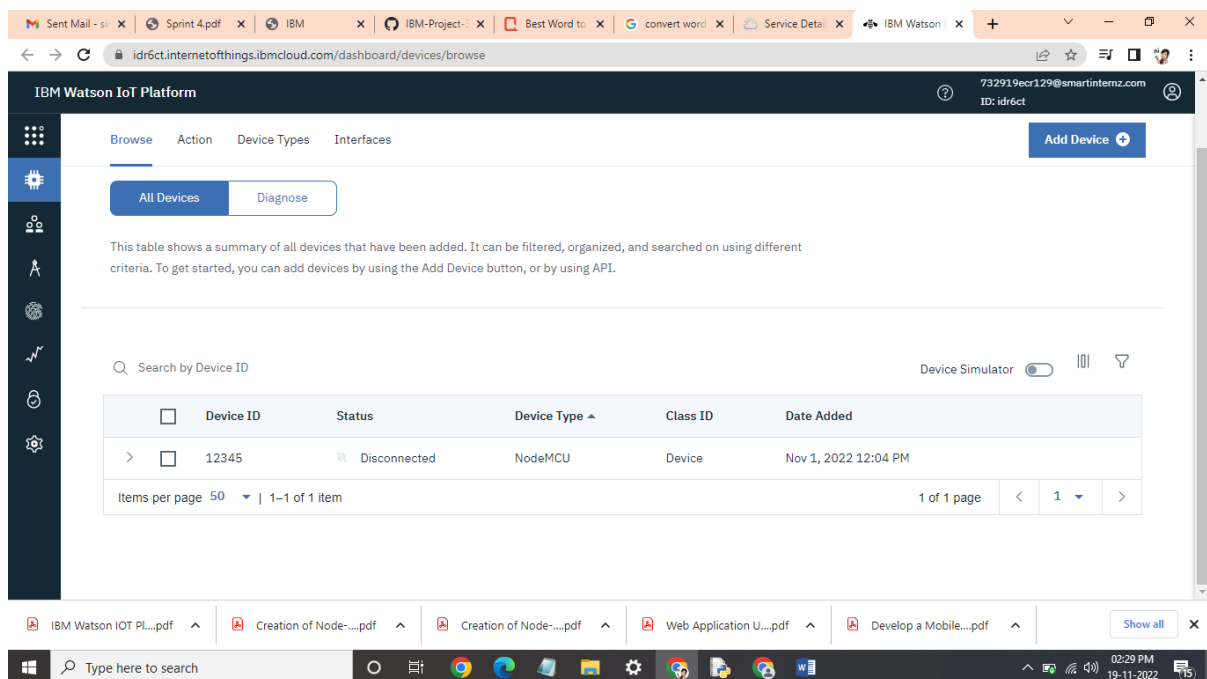 Sent Mail - si
Sprint 4.pdf
IBM
IBM-Project-3
Best Word to
convert word
Service Detail
IBM Watson I
idr6ct.internetofthings.ibmcloud.com/dashboard/devices/browse
IBM Watson IoT Platform
732919ecr129@smartinternz.com
ID: idr6ct
Browse Action Device Types Interfaces
Add Device
All Devices Diagnose
This table shows a summary of all devices that have been added. It can be filtered, organized, and searched on using different
criteria. To get started, you can add devices by using the Add Device button, or by using API.
Search by Device ID
Device Simulator
Device ID Status Device Type Class ID Date Added
12345 Disconnected NodeMCU Device Nov 1, 2022 12:04 PM
Items per page 50 | 1–1 of 1 item
1 of 1 page 1
IBM Watson IOT Pl....pdf
Creation of Node-....pdf
Creation of Node-....pdf
Web Application U....pdf
Develop a Mobile....pdf
Show all
Type here to search
02:29 PM
19-11-2022
15